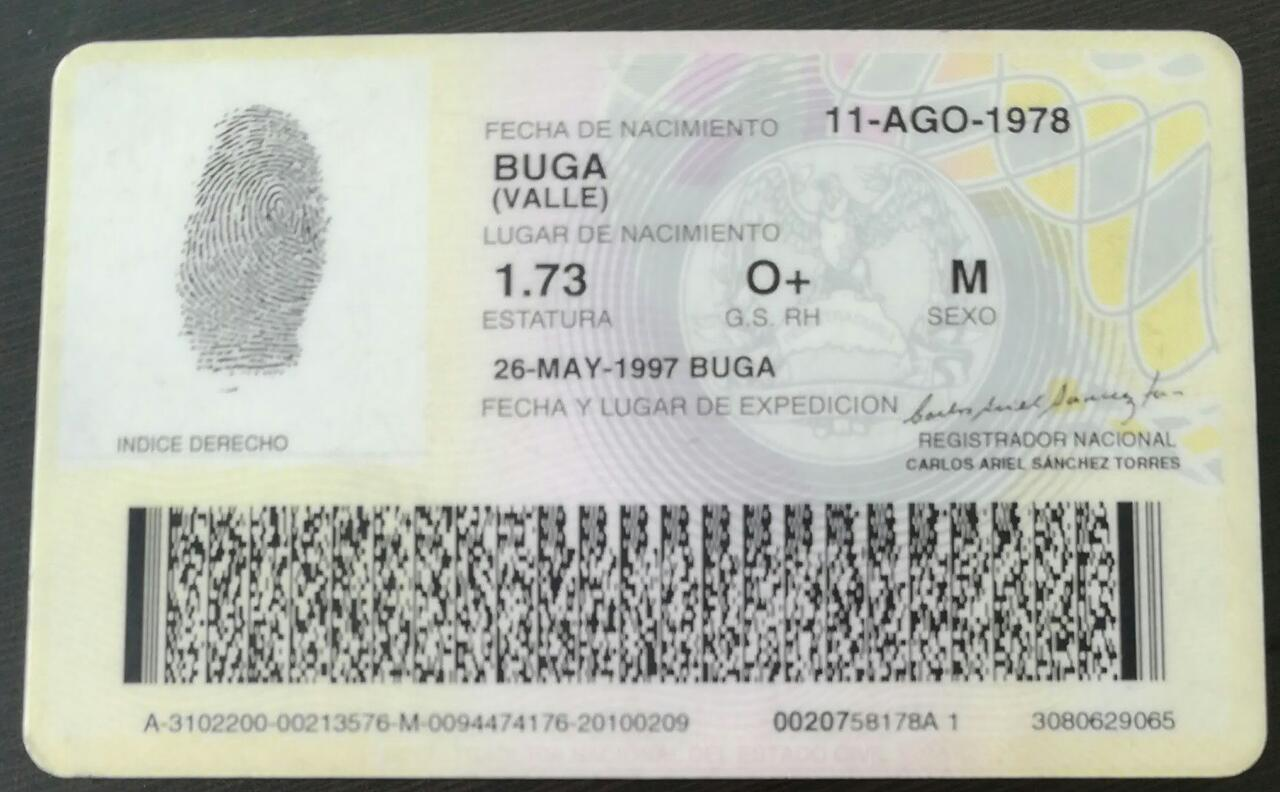 FECHA DE NACIMIENTO 11-AGO-1978
BUGA
(VALLE)
LUGAR DE NACIMIENTO
1.73 O+ M
ESTATURA G.S. RH SEXO
26-MAY-1997 BUGA
FECHA Y LUGAR DE EXPEDICION
INDICE DERECHO
REGISTRADOR NACIONAL
CARLOS ARIEL SÁNCHEZ TORRES
A-3102200-00213576-M-0094474176-20100209 0020758178A 1 3080629065